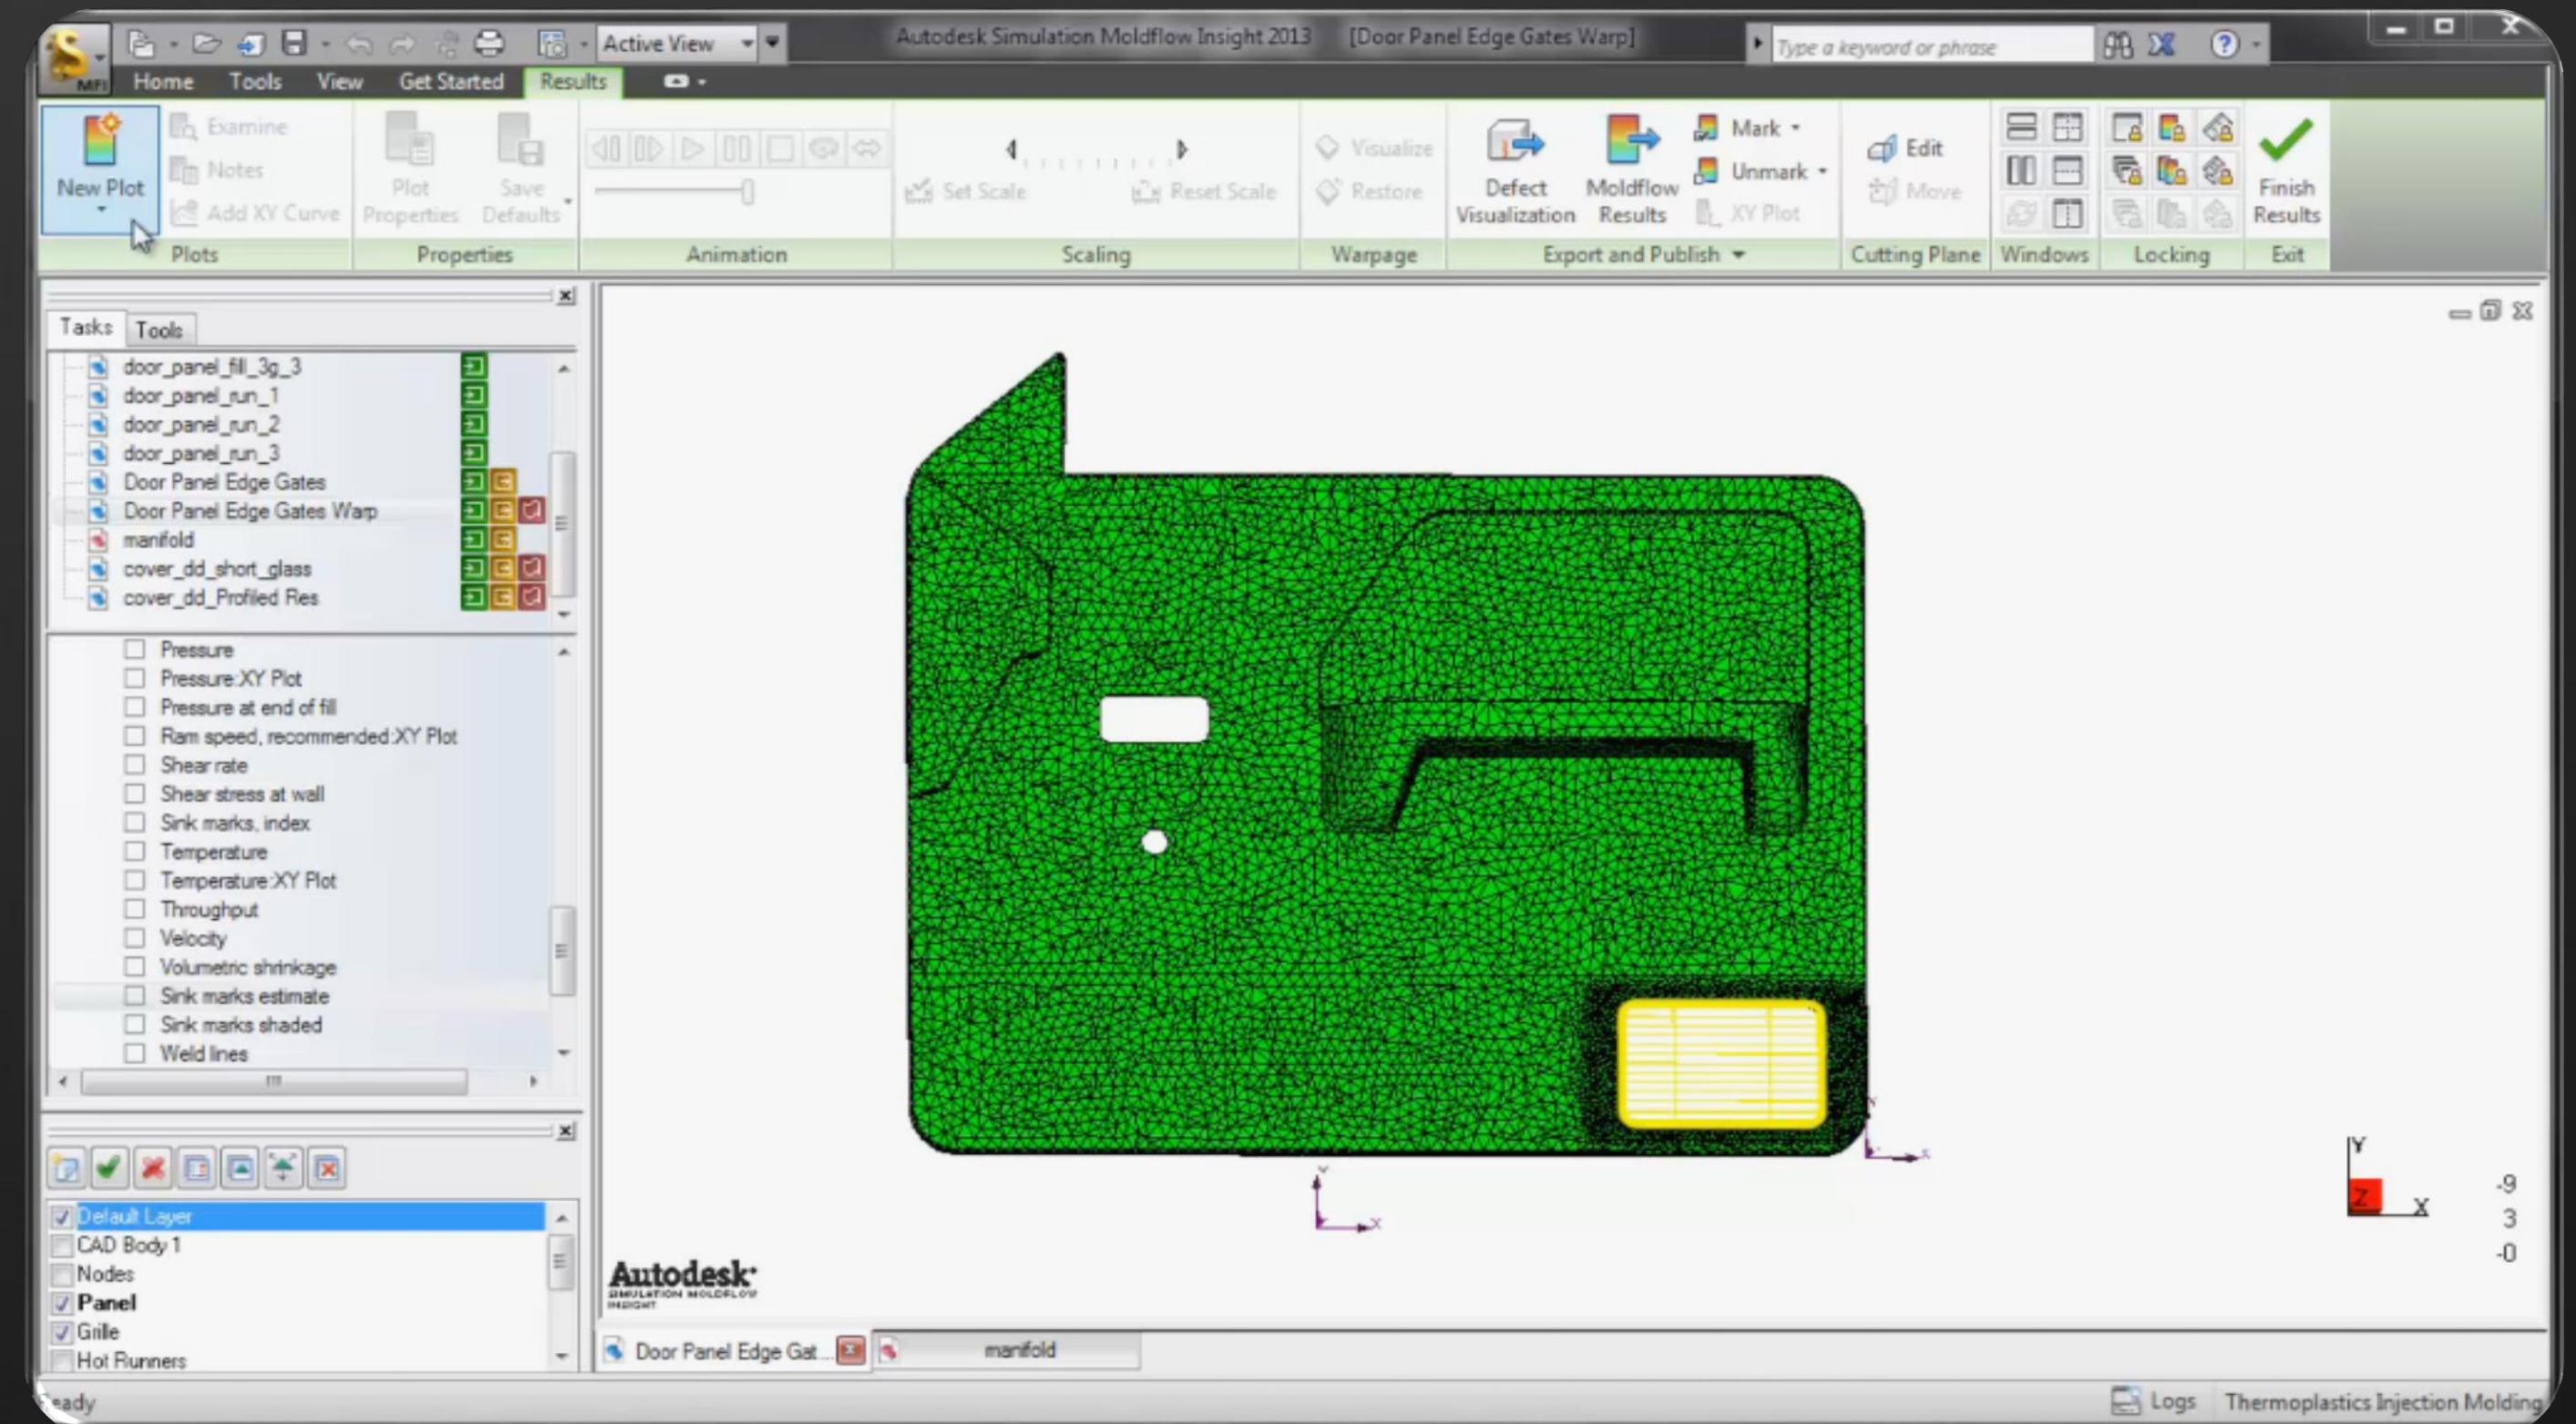 Active View
Autodesk Simulation Moldflow Insight 2013 [Door Panel Edge Gates Warp]
Type a keyword or phrase
MFI
Home Tools View Get Started Results
New Plot
Examine
Notes
Add XY Curve
Plots
Plot Properties
Save Defaults
Properties
Animation
Set Scale
Reset Scale
Scaling
Visualize
Restore
Warpage
Defect Visualization
Moldflow Results
Mark
Unmark
XY Plot
Export and Publish
Edit
Move
Cutting Plane
Windows
Locking
Finish Results
Exit
Tasks Tools
door_panel_fill_3g_3
door_panel_run_1
door_panel_run_2
door_panel_run_3
Door Panel Edge Gates
Door Panel Edge Gates Warp
manifold
cover_dd_short_glass
cover_dd_Profiled Res
Pressure
Pressure:XY Plot
Pressure at end of fill
Ram speed, recommended:XY Plot
Shear rate
Shear stress at wall
Sink marks, index
Temperature
Temperature:XY Plot
Throughput
Velocity
Volumetric shrinkage
Sink marks estimate
Sink marks shaded
Weld lines
Default Layer
CAD Body 1
Nodes
Panel
Grille
Hot Runners
X
X
Y
Z
X
-9
3
-0
Autodesk
SIMULATION MOLDFLOW
INSIGHT
Door Panel Edge Gat...
manifold
eady
Logs
Thermoplastics Injection Molding